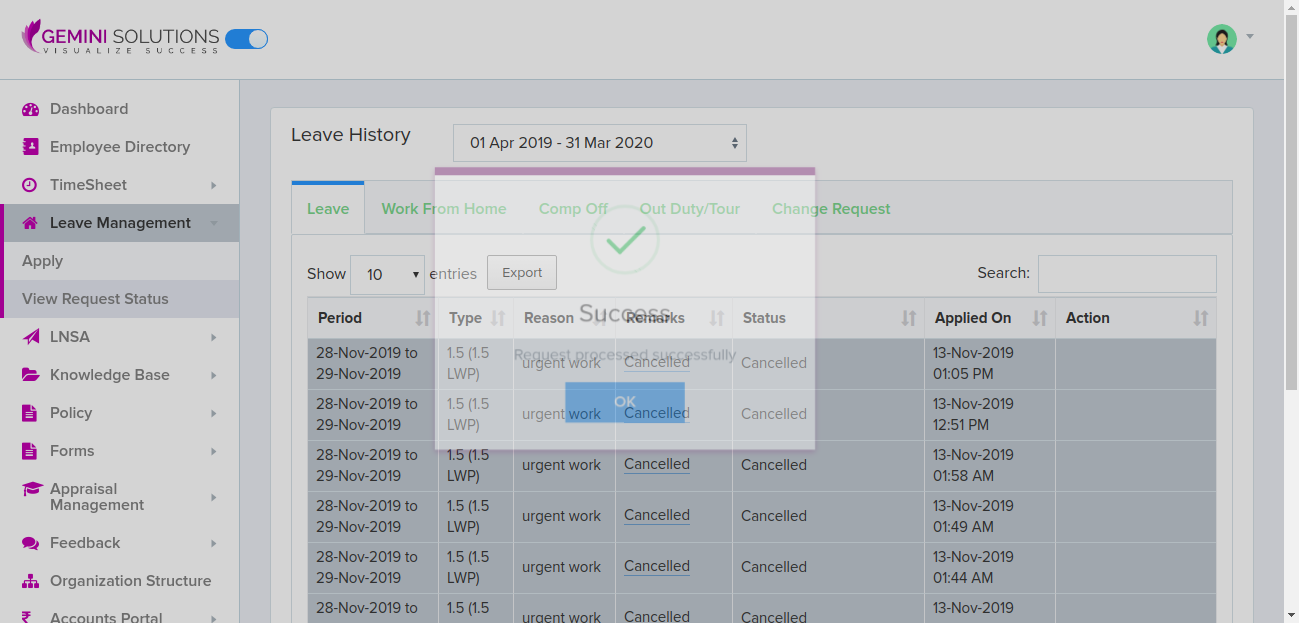 GEMINI SOLUTIONS
VISUALIZE SUCCESS
Dashboard
Employee Directory
TimeSheet
Leave Management
Apply
View Request Status
LNSA
Knowledge Base
Policy
Forms
Appraisal
Management
Feedback
Organization Structure
Accounts Portal
Leave History
01 Apr 2019 - 31 Mar 2020
Leave Work From Home Comp Off Out Duty/Tour Change Request
Show 10 entries Export Search:
Success
Request processed successfully
OK
Period Type Reason Remarks Status Applied On Action
28-Nov-2019 to 1.5 (1.5 13-Nov-2019
urgent work Cancelled Cancelled
29-Nov-2019 LWP) 01:05 PM
28-Nov-2019 to 1.5 (1.5 13-Nov-2019
urgent work Cancelled Cancelled
29-Nov-2019 LWP) 12:51 PM
28-Nov-2019 to 1.5 (1.5 13-Nov-2019
urgent work Cancelled Cancelled
29-Nov-2019 LWP) 01:58 AM
28-Nov-2019 to 1.5 (1.5 13-Nov-2019
urgent work Cancelled Cancelled
29-Nov-2019 LWP) 01:49 AM
28-Nov-2019 to 1.5 (1.5 13-Nov-2019
urgent work Cancelled Cancelled
29-Nov-2019 LWP) 01:44 AM
28-Nov-2019 to 1.5 (1.5 13-Nov-2019
urgent work Cancelled Cancelled